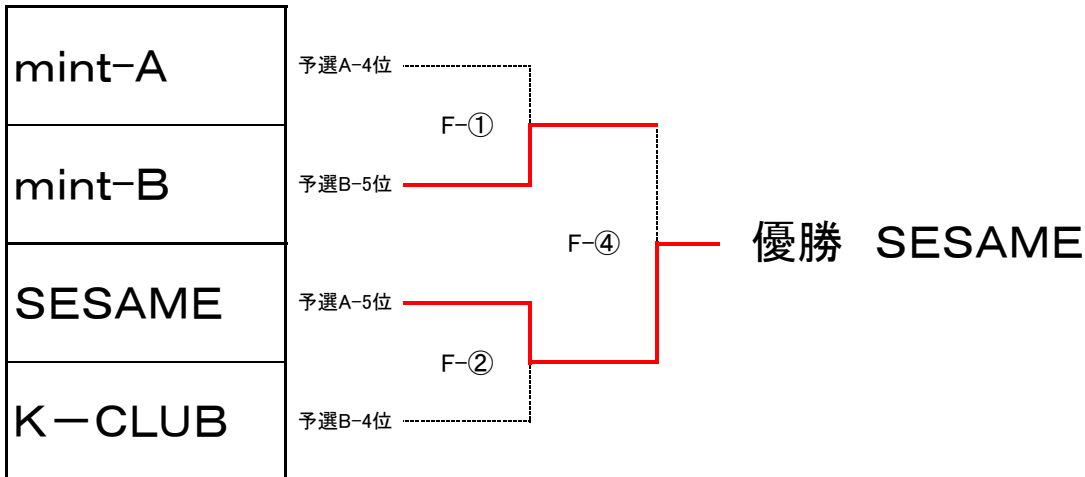 mint-A
予選A-4位
F-①
mint-B
予選B-5位
F-④
優勝　SESAME
SESAME
予選A-5位
F-②
K－CLUB
予選B-4位